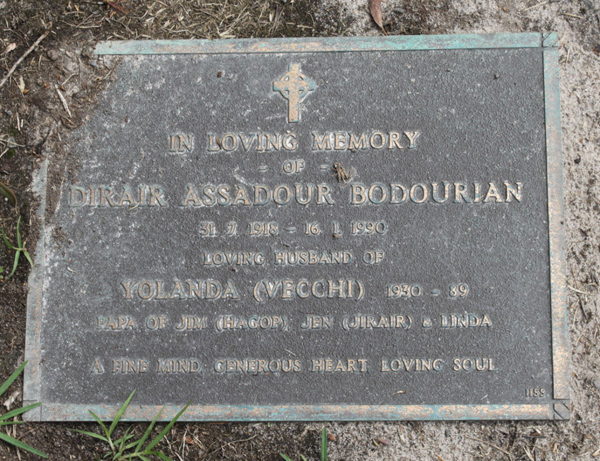 IN LOVING MEMORY
- OF -
DIRAIR ASSADOUR BODOURIAN
31. 7. 1918 - 16. 1. 1990
LOVING HUSBAND OF
YOLANDA (VECCHI) 1930 - 89
PAPA OF JIM (HAGOP), JEN (JIRAIR) & LINDA
A FINE MIND, GENEROUS HEART LOVING SOUL
1155